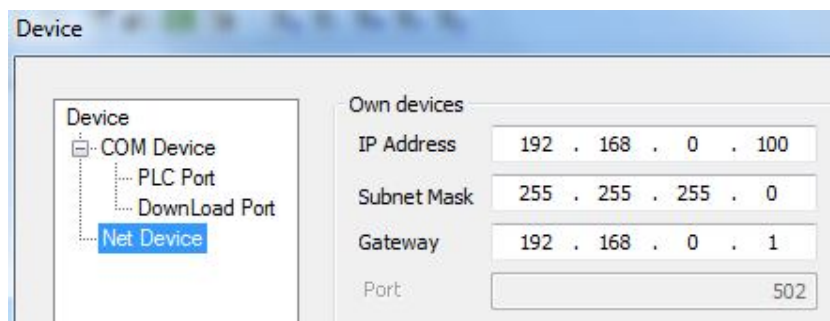 Device
Device
COM Device
PLC Port
DownLoad Port
Net Device
Own devices
IP Address 192 . 168 . 0 . 100
Subnet Mask 255 . 255 . 255 . 0
Gateway 192 . 168 . 0 . 1
Port 502